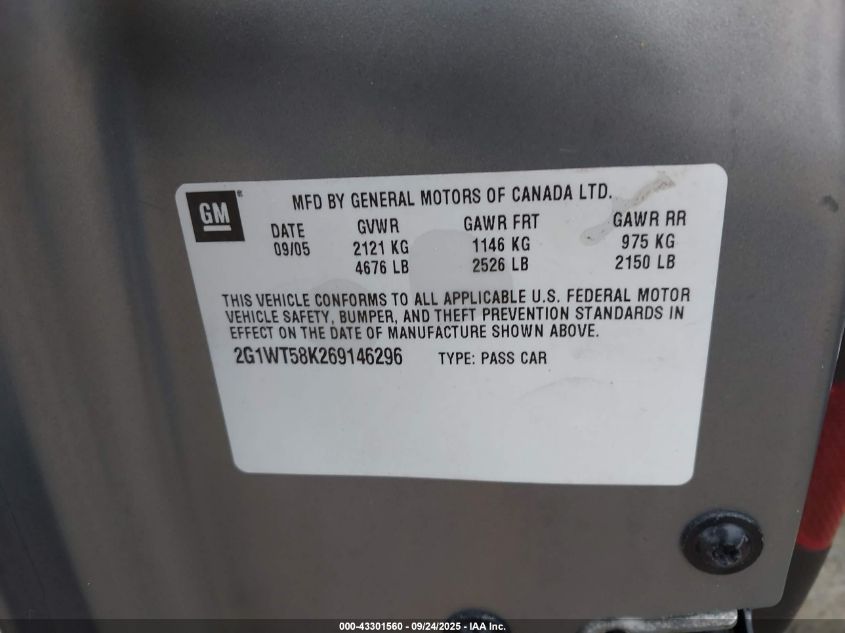 GM®
MFD BY GENERAL MOTORS OF CANADA LTD.
DATE GVWR GAWR FRT GAWR RR
09/05 2121 KG 1146 KG 975 KG
4676 LB 2526 LB 2150 LB
THIS VEHICLE CONFORMS TO ALL APPLICABLE U.S. FEDERAL MOTOR
VEHICLE SAFETY, BUMPER, AND THEFT PREVENTION STANDARDS IN
EFFECT ON THE DATE OF MANUFACTURE SHOWN ABOVE.
2G1WT58K269146296 TYPE: PASS CAR
000-43301560 - 09/24/2025 - IAA Inc.